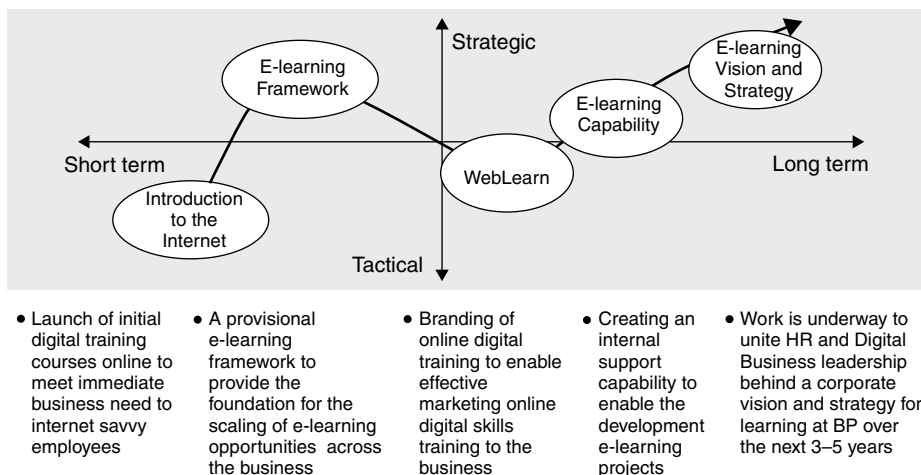 Strategic
E-learning
Vision and
Strategy
E-learning
Framework
E-learning
Capability
Short term
Long term
WebLearn
Introduction
to the
Internet
Tactical
• Launch of initial
digital training
courses online to
meet immediate
business need to
internet savvy
employees
• A provisional
e-learning
framework to
provide the
foundation for the
scaling of e-learning
opportunities across
the business
• Branding of
online digital
training to enable
effective
marketing online
digital skills
training to the
business
• Creating an
internal
support
capability to
enable the
development
e-learning
projects
• Work is underway to
unite HR and Digital
Business leadership
behind a corporate
vision and strategy for
learning at BP over
the next 3–5 years